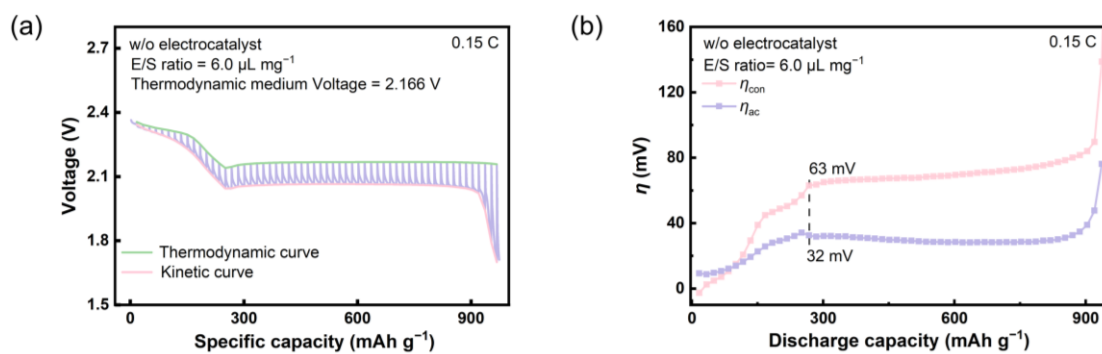 (a)
w/o electrocatalyst
0.15 C
E/S ratio = 6.0 μL mg⁻¹
Thermodynamic medium Voltage = 2.166 V
Thermodynamic curve
Kinetic curve
Voltage (V)
2.7
2.4
2.1
1.8
1.5
0
300
600
900
Specific capacity (mAh g⁻¹)
(b)
w/o electrocatalyst
0.15 C
E/S ratio= 6.0 μL mg⁻¹
ηcon
ηac
63 mV
32 mV
η (mV)
160
120
80
40
0
0
300
600
900
Discharge capacity (mAh g⁻¹)